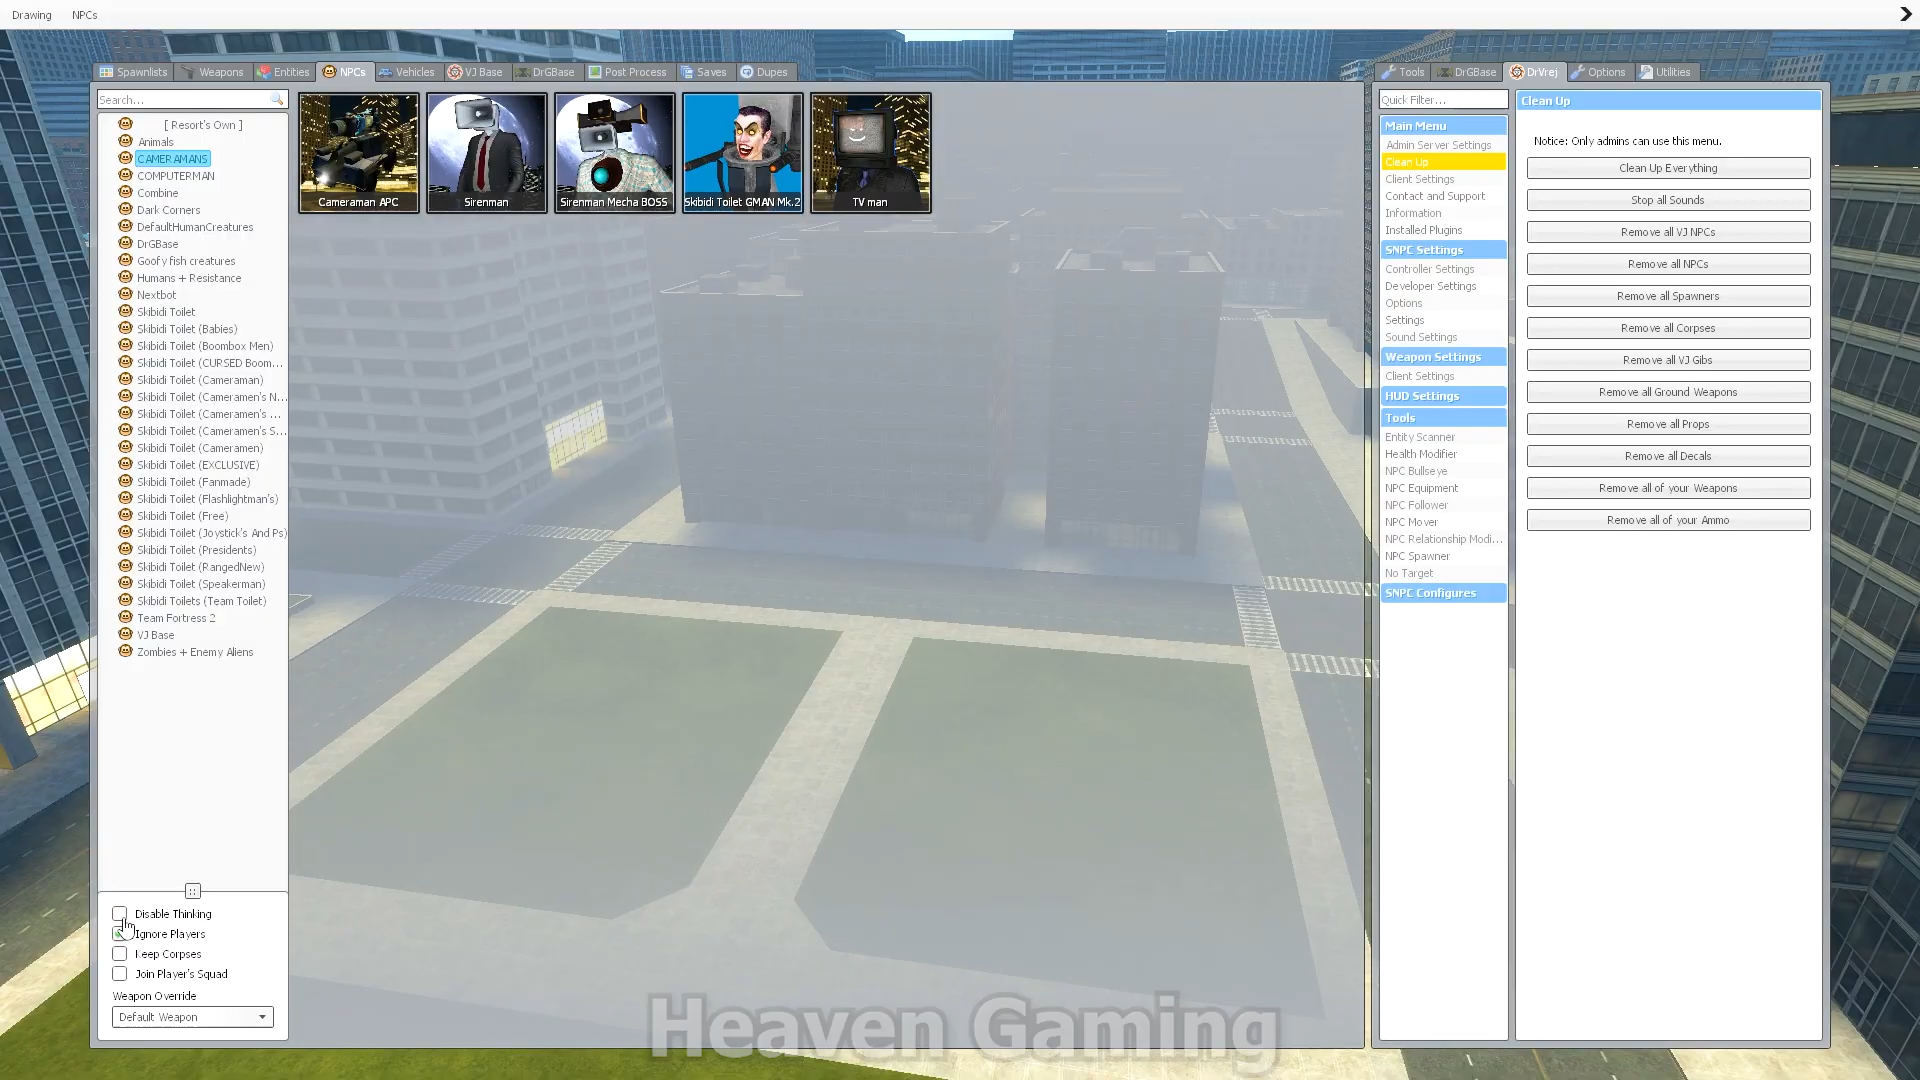 Drawing NPCs
Spawnlists Weapons Entities NPCs Vehicles VJ Base DrGBase Post Process Saves Dupes
Search...
[ Resort's Own ]
Animals
CAMERAMANS
COMPUTERMAN
Combine
Dark Corners
DefaultHumanCreatures
DrGBase
Goofy fish creatures
Humans + Resistance
Nextbot
Skibidi Toilet
Skibidi Toilet (Babies)
Skibidi Toilet (Boombox Men)
Skibidi Toilet (CURSED Boom...
Skibidi Toilet (Cameraman)
Skibidi Toilet (Cameramen's N...
Skibidi Toilet (Cameramen's ...
Skibidi Toilet (Cameramen's S...
Skibidi Toilet (Cameramen)
Skibidi Toilet (EXCLUSIVE)
Skibidi Toilet (Fanmade)
Skibidi Toilet (Flashlightman's)
Skibidi Toilet (Free)
Skibidi Toilet (Joystick's And Ps)
Skibidi Toilet (Presidents)
Skibidi Toilet (RangedNew)
Skibidi Toilet (Speakerman)
Skibidi Toilets (Team Toilet)
Team Fortress 2
VJ Base
Zombies + Enemy Aliens
Disable Thinking
Ignore Players
Keep Corpses
Join Player's Squad
Weapon Override
Default Weapon
Cameraman APC
Sirenman
Sirenman Mecha BOSS
Skibidi Toilet GMAN Mk.2
TV man
Heaven Gaming
Tools DrGBase DrVrej Options Utilities
Quick Filter...
Main Menu
Admin Server Settings
Clean Up
Client Settings
Contact and Support
Information
Installed Plugins
SNPC Settings
Controller Settings
Developer Settings
Options
Settings
Sound Settings
Weapon Settings
Client Settings
HUD Settings
Tools
Entity Scanner
Health Modifier
NPC Bullseye
NPC Equipment
NPC Follower
NPC Mover
NPC Relationship Modi...
NPC Spawner
No Target
SNPC Configures
Clean Up
Notice: Only admins can use this menu.
Clean Up Everything
Stop all Sounds
Remove all VJ NPCs
Remove all NPCs
Remove all Spawners
Remove all Corpses
Remove all VJ Gibs
Remove all Ground Weapons
Remove all Props
Remove all Decals
Remove all of your Weapons
Remove all of your Ammo